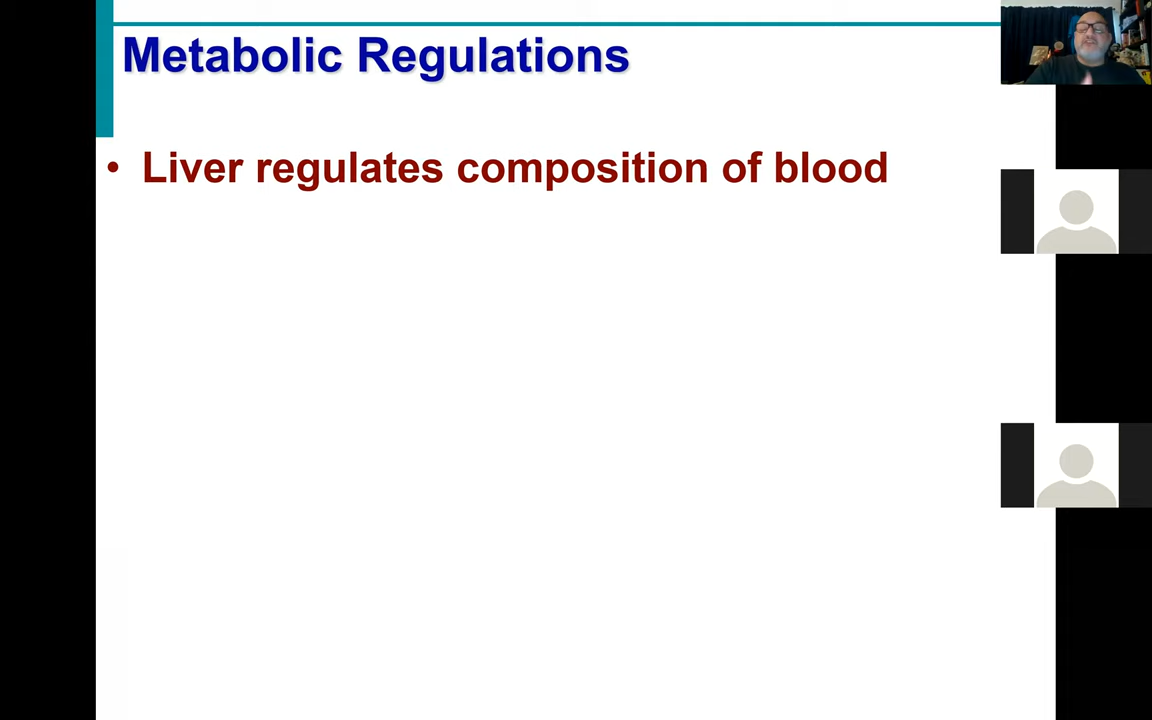 Metabolic Regulations
• Liver regulates composition of blood